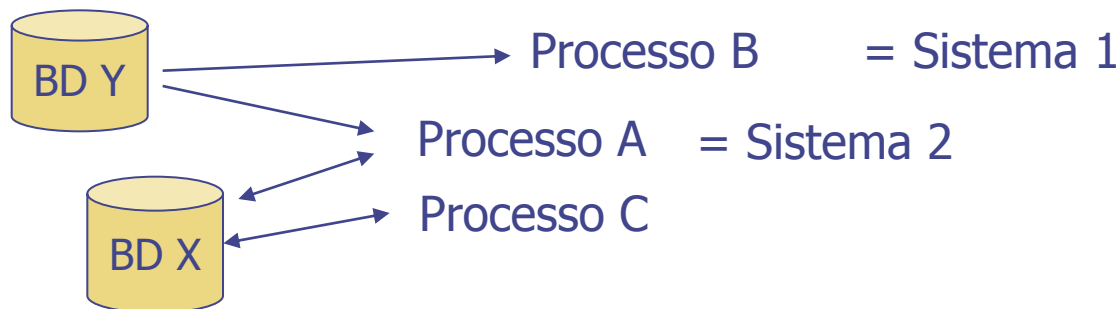 Processo B = Sistema 1
BD Y
Processo A = Sistema 2
Processo C
BD X